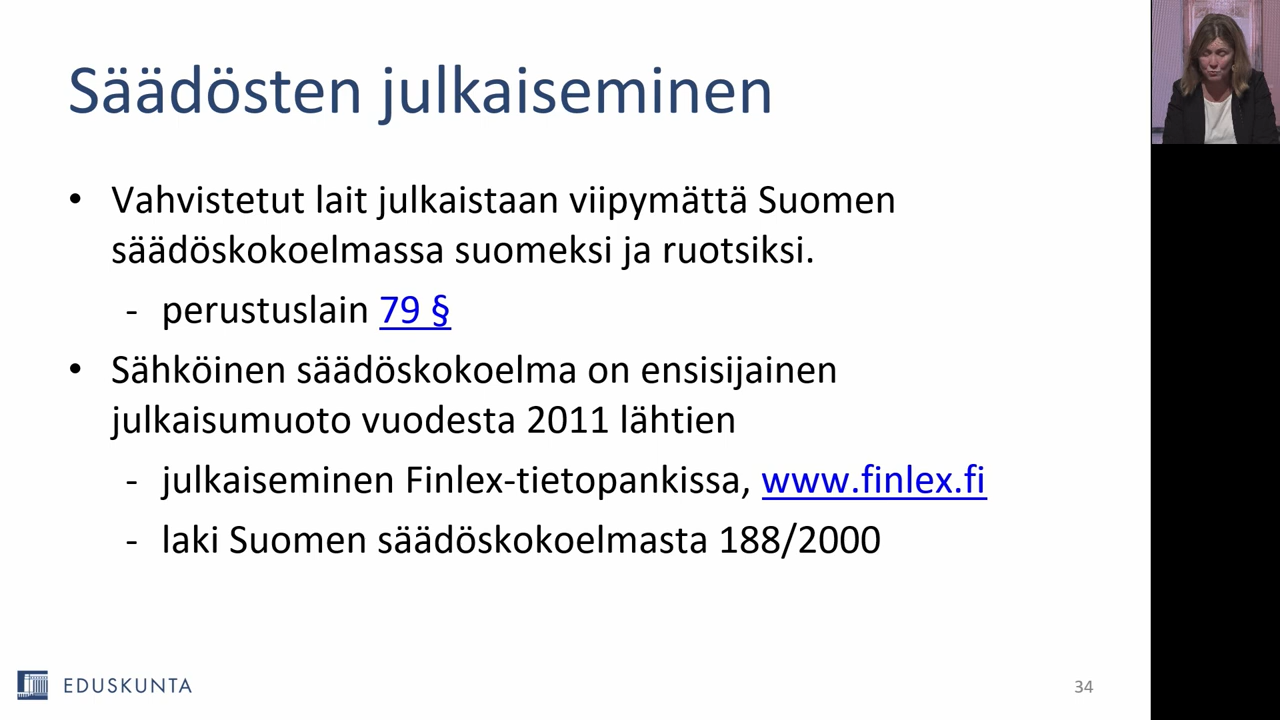 Säädösten julkaiseminen
• Vahvistetut lait julkaistaan viipymättä Suomen
säädöskokoelmassa suomeksi ja ruotsiksi.
- perustuslain 79 §
• Sähköinen säädöskokoelma on ensisijainen
julkaisumuoto vuodesta 2011 lähtien
- julkaiseminen Finlex-tietopankissa, www.finlex.fi
- laki Suomen säädöskokoelmasta 188/2000
EDUSKUNTA
34